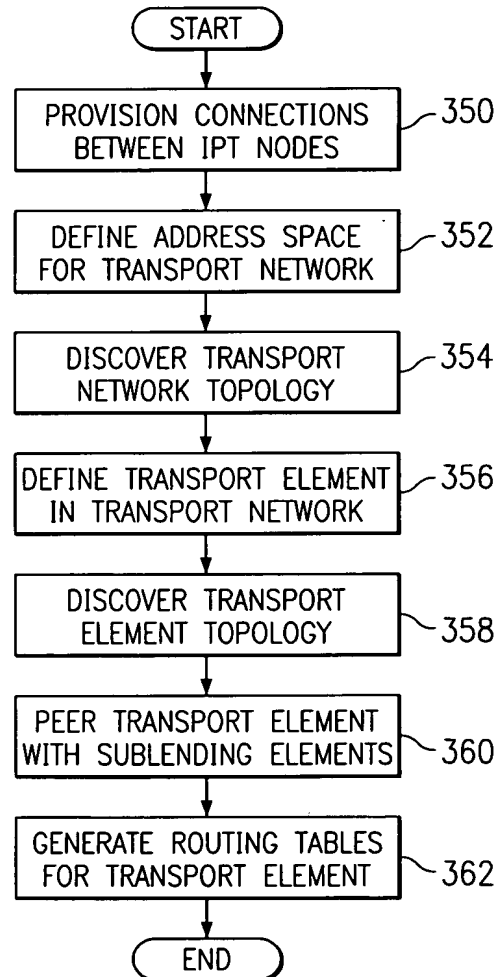 START
PROVISION CONNECTIONS
BETWEEN IPT NODES
350
DEFINE ADDRESS SPACE
FOR TRANSPORT NETWORK
352
DISCOVER TRANSPORT
NETWORK TOPOLOGY
354
DEFINE TRANSPORT ELEMENT
IN TRANSPORT NETWORK
356
DISCOVER TRANSPORT
ELEMENT TOPOLOGY
358
PEER TRANSPORT ELEMENT
WITH SUBLENDING ELEMENTS
360
GENERATE ROUTING TABLES
FOR TRANSPORT ELEMENT
362
END